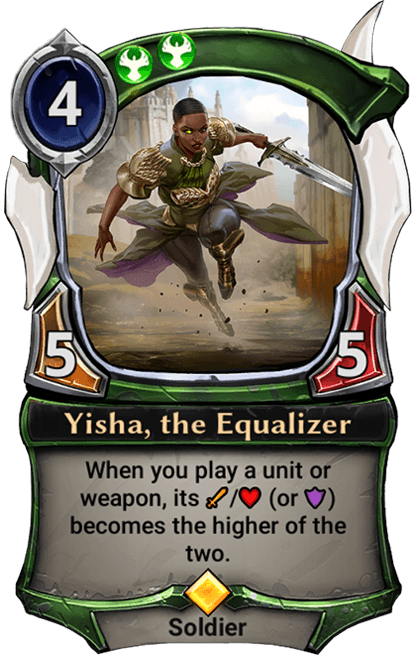 4
5
5
Yisha, the Equalizer
When you play a unit or
weapon, its / (or )
becomes the higher of the
two.
Soldier